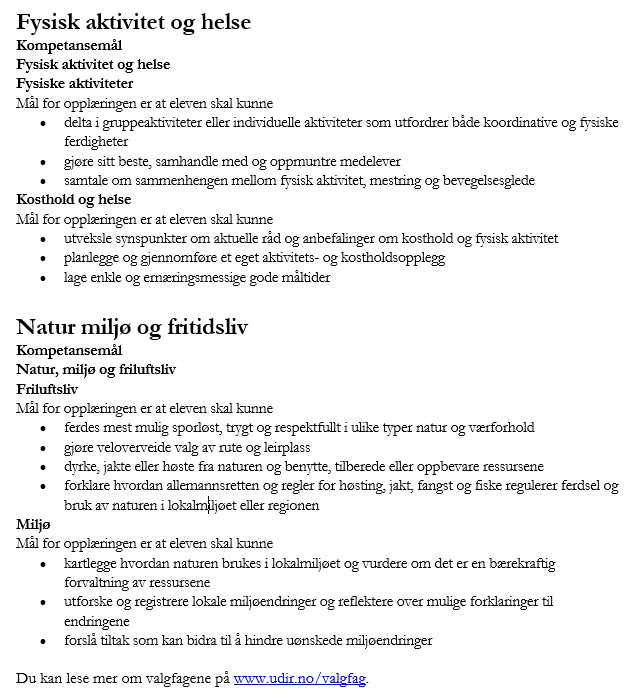 Fysisk aktivitet og helse
Kompetansemål
Fysisk aktivitet og helse
Fysiske aktiviteter
Mål for opplæringen er at eleven skal kunne
• delta i gruppeaktiviteter eller individuelle aktiviteter som utfordrer både koordinative og fysiske
ferdigheter
• gjøre sitt beste, samhandle med og oppmuntre medelever
• samtale om sammenhengen mellom fysisk aktivitet, mestring og bevegelsesglede
Kosthold og helse
Mål for opplæringen er at eleven skal kunne
• utveksle synspunkter om aktuelle råd og anbefalinger om kosthold og fysisk aktivitet
• planlegge og gjennomføre et eget aktivitets- og kostholdsopplegg
• lage enkle og ernæringsmessige gode måltider
Natur miljø og fritidsliv
Kompetansemål
Natur, miljø og friluftsliv
Friluftsliv
Mål for opplæringen er at eleven skal kunne
• ferdes mest mulig sporløst, trygt og respektfullt i ulike typer natur og værforhold
• gjøre veloverveide valg av rute og leirplass
• dyrke, jakte eller høste fra naturen og benytte, tilberede eller oppbevare ressursene
• forklare hvordan allemannsretten og regler for høsting, jakt, fangst og fiske regulerer ferdsel og
bruk av naturen i lokalmiljøet eller regionen
Miljø
Mål for opplæringen er at eleven skal kunne
• kartlegge hvordan naturen brukes i lokalmiljøet og vurdere om det er en bærekraftig
forvaltning av ressursene
• utforske og registrere lokale miljøendringer og reflektere over mulige forklaringer til
endringene
• forslå tiltak som kan bidra til å hindre uønskede miljøendringer
Du kan lese mer om valgfagene på www.udir.no/valgfag.